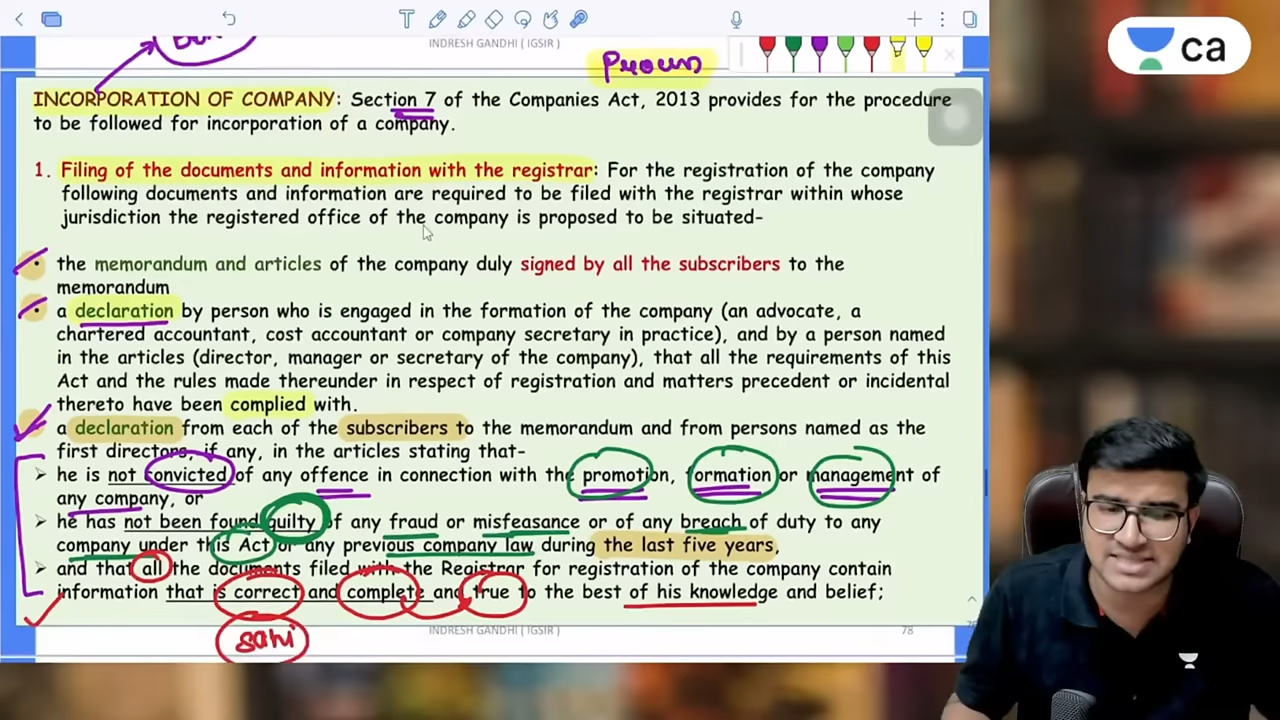 INDRESH GANDHI ( IGSIR )
ca
INCORPORATION OF COMPANY: Section 7 of the Companies Act, 2013 provides for the procedure
to be followed for incorporation of a company.
1. Filing of the documents and information with the registrar: For the registration of the company
following documents and information are required to be filed with the registrar within whose
jurisdiction the registered office of the company is proposed to be situated-
• the memorandum and articles of the company duly signed by all the subscribers to the
memorandum
• a declaration by person who is engaged in the formation of the company (an advocate, a
chartered accountant, cost accountant or company secretary in practice), and by a person named
in the articles (director, manager or secretary of the company), that all the requirements of this
Act and the rules made thereunder in respect of registration and matters precedent or incidental
thereto have been complied with.
a declaration from each of the subscribers to the memorandum and from persons named as the
first directors, if any, in the articles stating that-
➢ he is not convicted of any offence in connection with the promotion, formation or management of
any company, or
➢ he has not been found guilty of any fraud or misfeasance or of any breach of duty to any
company under this Act or any previous company law during the last five years,
➢ and that all the documents filed with the Registrar for registration of the company contain
information that is correct and complete and true to the best of his knowledge and belief;
sahi
INDRESH GANDHI ( IGSIR )
78